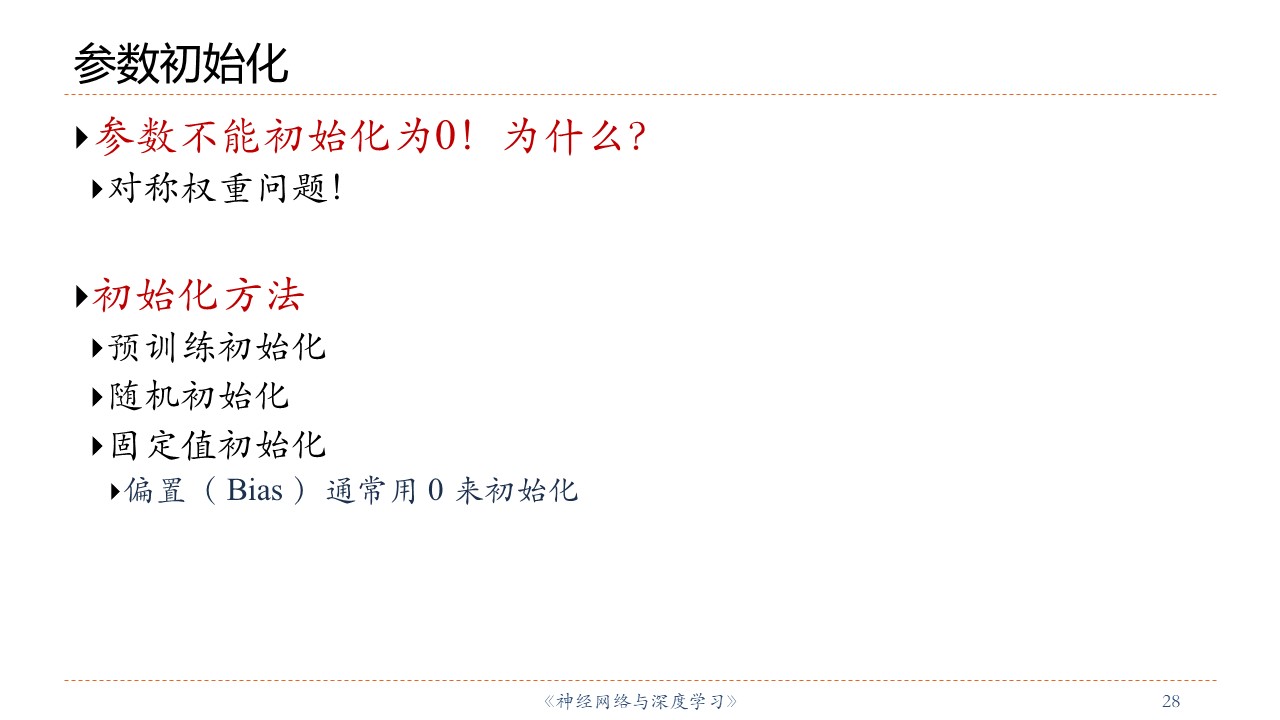 参数初始化
参数不能初始化为0！为什么？
对称权重问题！
初始化方法
预训练初始化
随机初始化
固定值初始化
偏置（Bias）通常用 0 来初始化
《神经网络与深度学习》
28